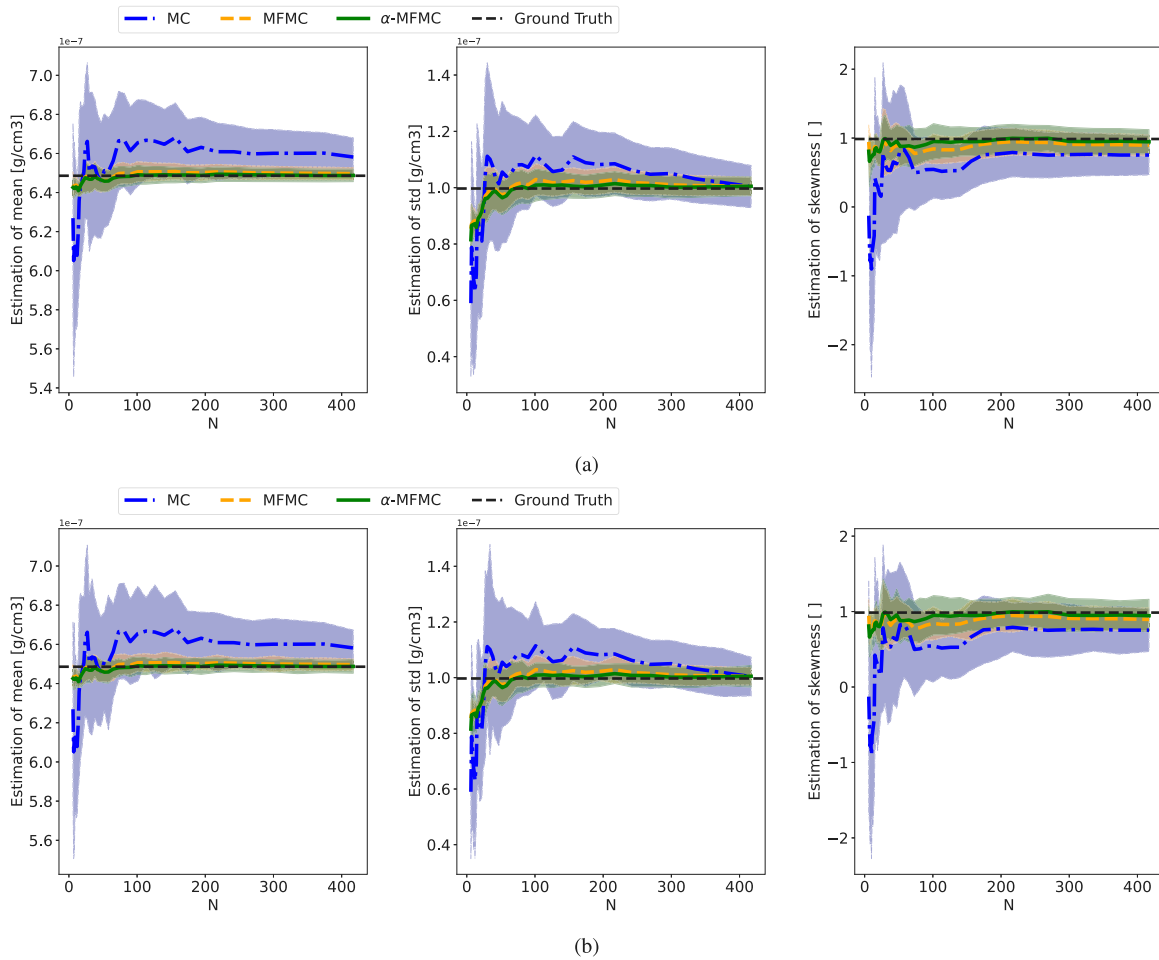 MC MFMC α-MFMC Ground Truth
1e−7 1e−7
Estimation of mean [g/cm3]
7.0
6.8
6.6
6.4
6.2
6.0
5.8
5.6
5.4
0 100 200 300 400
N
Estimation of std [g/cm3]
1.4
1.2
1.0
0.8
0.6
0.4
0 100 200 300 400
N
Estimation of skewness [ ]
2
1
0
−1
−2
0 100 200 300 400
N
(a)
MC MFMC α-MFMC Ground Truth
1e−7 1e−7
Estimation of mean [g/cm3]
7.0
6.8
6.6
6.4
6.2
6.0
5.8
5.6
0 100 200 300 400
N
Estimation of std [g/cm3]
1.4
1.2
1.0
0.8
0.6
0.4
0 100 200 300 400
N
Estimation of skewness [ ]
2
1
0
−1
−2
0 100 200 300 400
N
(b)